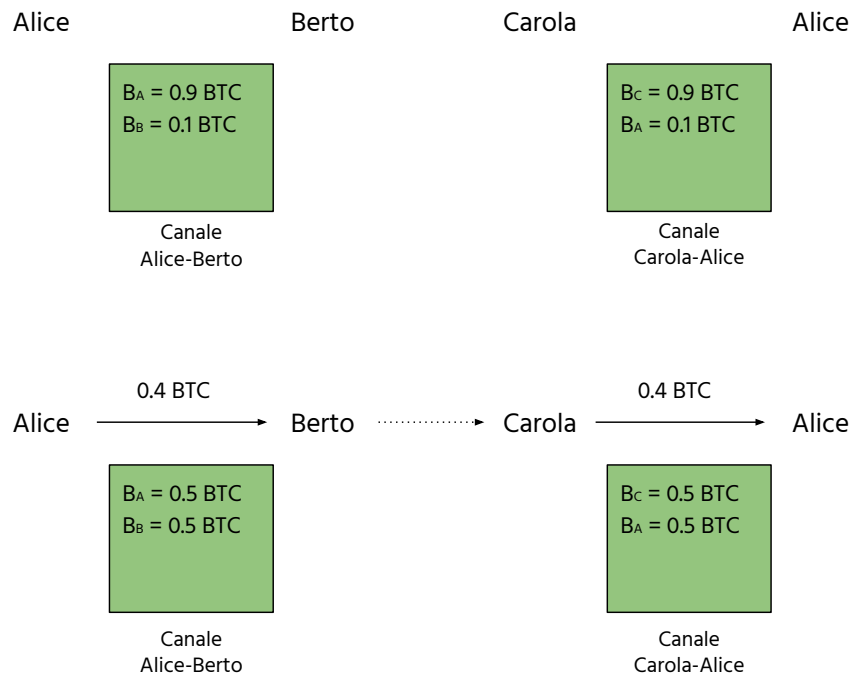 Alice Berto Carola Alice
BA = 0.9 BTC
BB = 0.1 BTC
Canale
Alice-Berto
BC = 0.9 BTC
BA = 0.1 BTC
Canale
Carola-Alice
0.4 BTC 0.4 BTC
Alice Berto Carola Alice
BA = 0.5 BTC
BB = 0.5 BTC
Canale
Alice-Berto
BC = 0.5 BTC
BA = 0.5 BTC
Canale
Carola-Alice